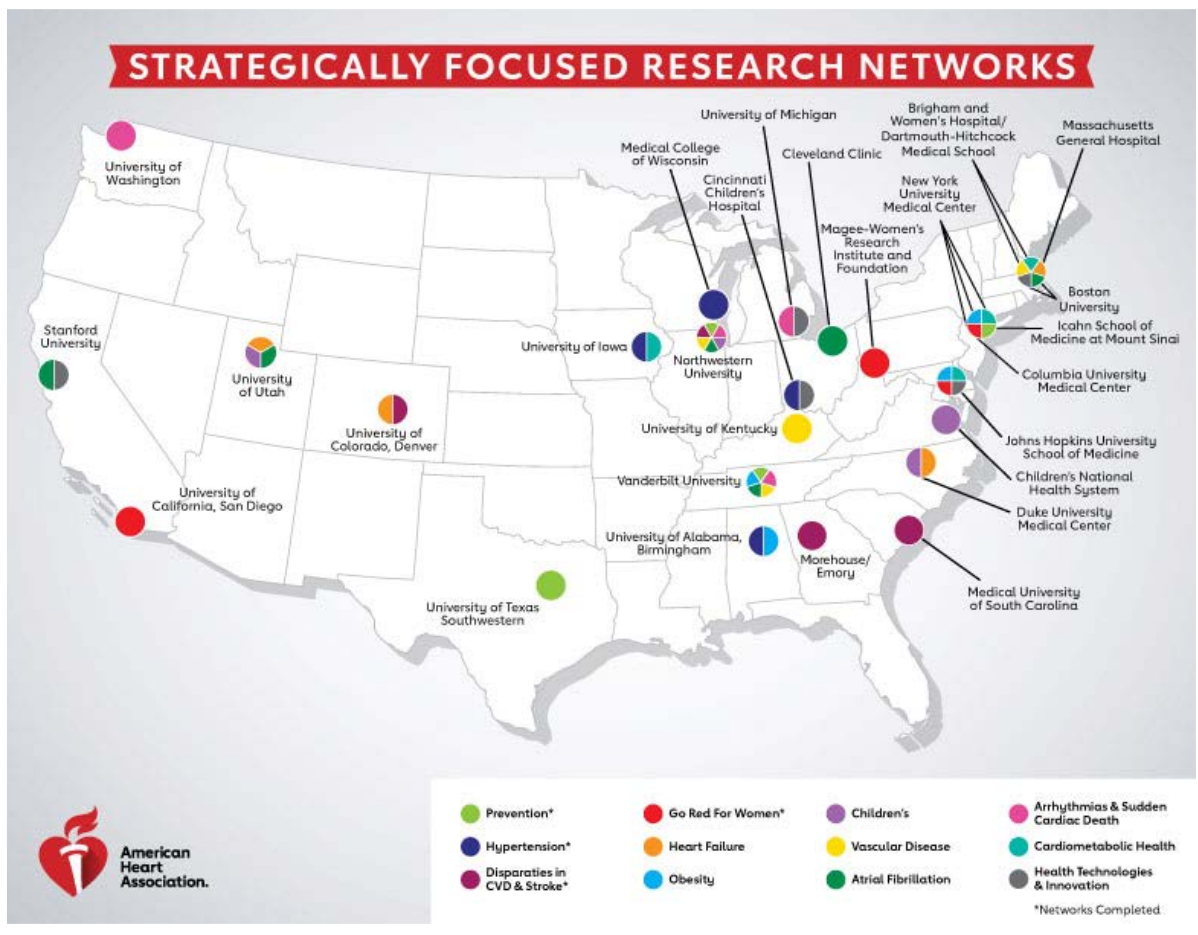 STRATEGICALLY FOCUSED RESEARCH NETWORKS
University of
Washington
Stanford
University
University
of Utah
University of
Colorado, Denver
University of
California, San Diego
University of Texas
Southwestern
University of Iowa
Medical College
of Wisconsin
Northwestern
University
University of Michigan
Cincinnati
Children's
Hospital
Cleveland Clinic
Magee-Women's
Research
Institute and
Foundation
Brigham and
Women's Hospital/
Dartmouth-Hitchcock
Medical School
New York
University
Medical Center
Massachusetts
General Hospital
Boston
University
Icahn School of
Medicine at Mount Sinai
Columbia University
Medical Center
Johns Hopkins University
School of Medicine
Children's National
Health System
Duke University
Medical Center
Medical University
of South Carolina
University of Kentucky
Vanderbilt University
University of Alabama,
Birmingham
Morehouse/
Emory
American
Heart
Association.
Prevention*
Hypertension*
Disparaties in
CVD & Stroke*
Go Red For Women*
Heart Failure
Obesity
Children's
Vascular Disease
Atrial Fibrillation
Arrhythmias & Sudden
Cardiac Death
Cardiometabolic Health
Health Technologies
& Innovation
*Networks Completed